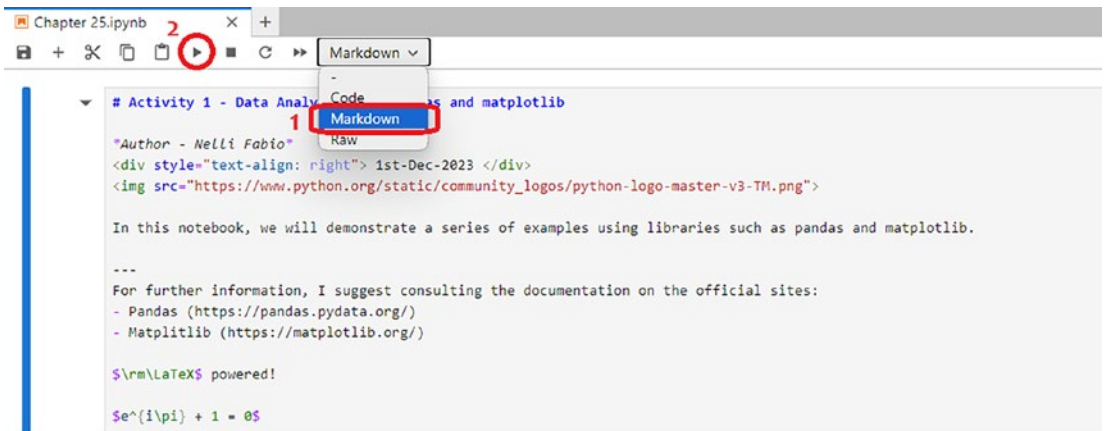 Chapter 25.ipynb
2
Markdown
-
Code
Markdown
Raw
1
# Activity 1 - Data Analy as and matplotlib
*Author - Nelli Fabio*
<div style="text-align: right"> 1st-Dec-2023 </div>
<img src="https://www.python.org/static/community_logos/python-logo-master-v3-TM.png">
In this notebook, we will demonstrate a series of examples using libraries such as pandas and matplotlib.
---
For further information, I suggest consulting the documentation on the official sites:
- Pandas (https://pandas.pydata.org/)
- Matplitlib (https://matplotlib.org/)
$\rm\LaTeX$ powered!
$e^{i\pi} + 1 = 0$